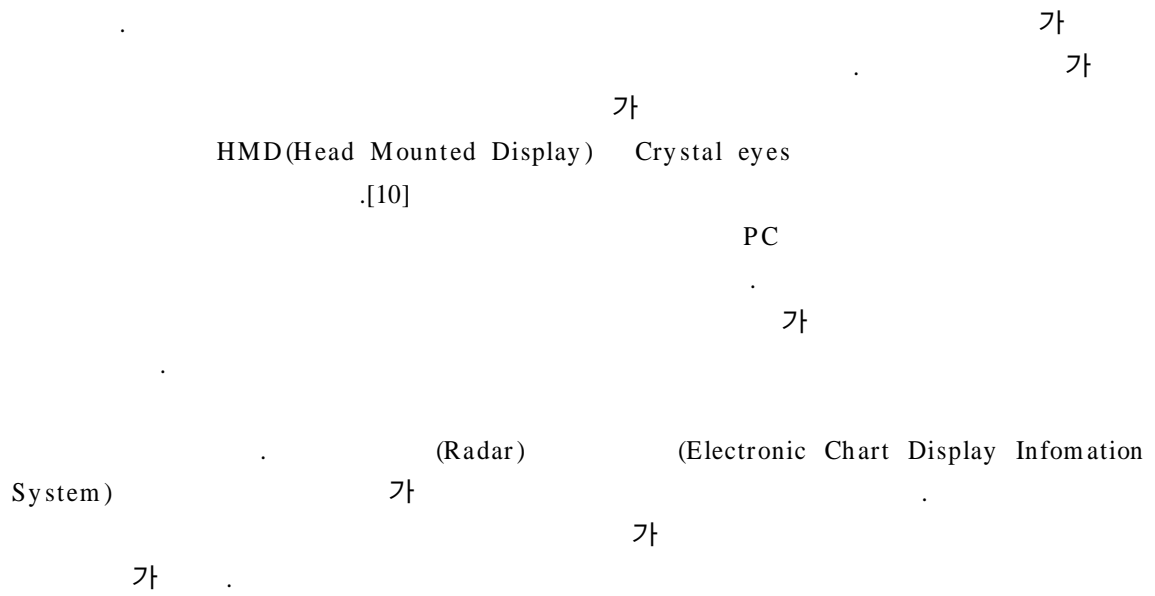 . 가
. 가
가
HMD(Head Mounted Display) Crystal eyes
.[10]
PC
.
가
.
. (Radar) (Electronic Chart Display Infomation
System) 가 .
가
가 .